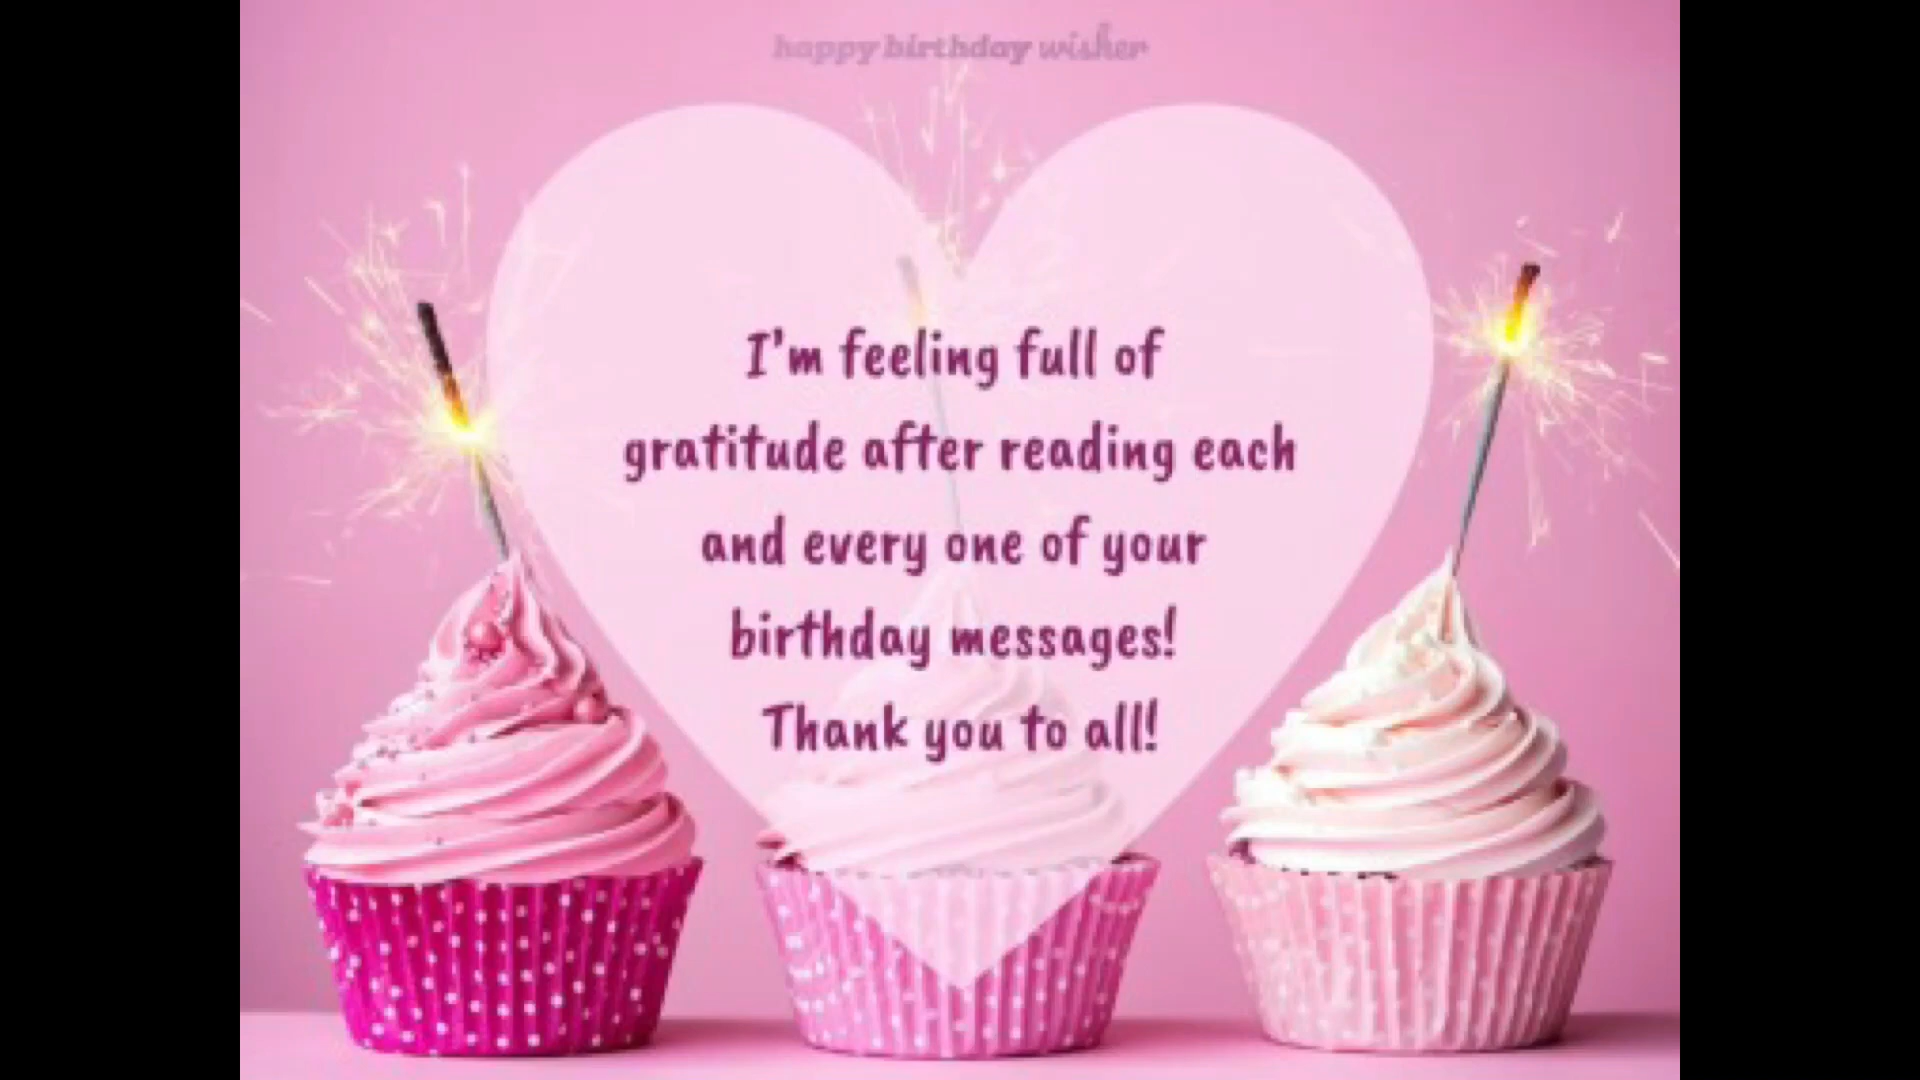 happy birthday wisher
I'm feeling full of
gratitude after reading each
and every one of your
birthday messages!
Thank you to all!